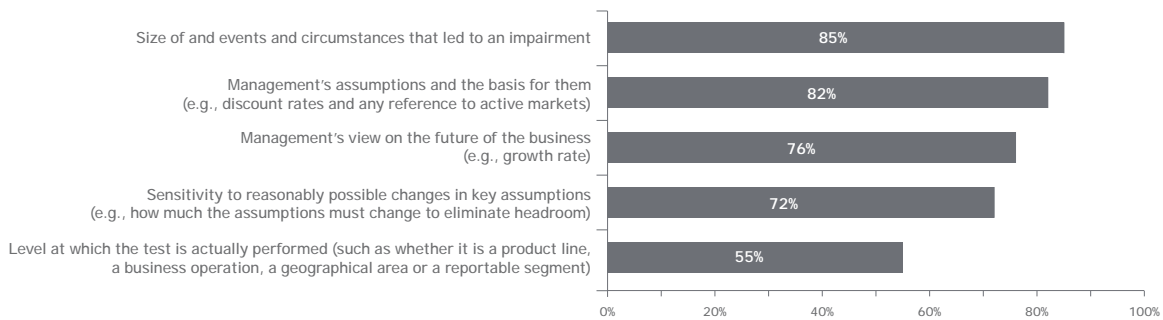 Size of and events and circumstances that led to an impairment
85%
Management's assumptions and the basis for them
(e.g., discount rates and any reference to active markets)
82%
Management's view on the future of the business
(e.g., growth rate)
76%
Sensitivity to reasonably possible changes in key assumptions
(e.g., how much the assumptions must change to eliminate headroom)
72%
Level at which the test is actually performed (such as whether it is a product line,
a business operation, a geographical area or a reportable segment)
55%
0% 20% 40% 60% 80% 100%